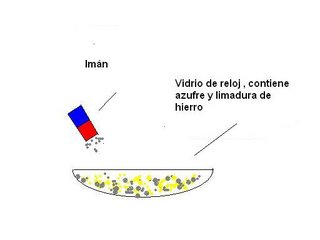 Imán
Vidrio de reloj , contiene
azufre y limadura de
hierro